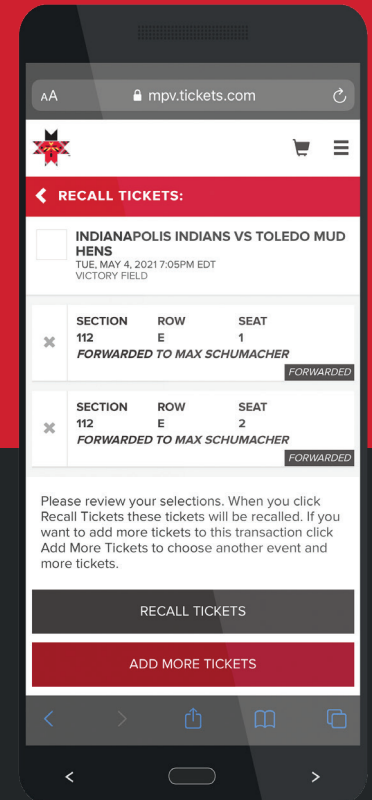 AA mpv.tickets.com
RECALL TICKETS:
INDIANAPOLIS INDIANS VS TOLEDO MUD
HENS
TUE, MAY 4, 2021 7:05PM EDT
VICTORY FIELD
SECTION ROW SEAT
112 E 1
FORWARDED TO MAX SCHUMACHER
FORWARDED
SECTION ROW SEAT
112 E 2
FORWARDED TO MAX SCHUMACHER
FORWARDED
Please review your selections. When you click
Recall Tickets these tickets will be recalled. If you
want to add more tickets to this transaction click
Add More Tickets to choose another event and
more tickets.
RECALL TICKETS
ADD MORE TICKETS